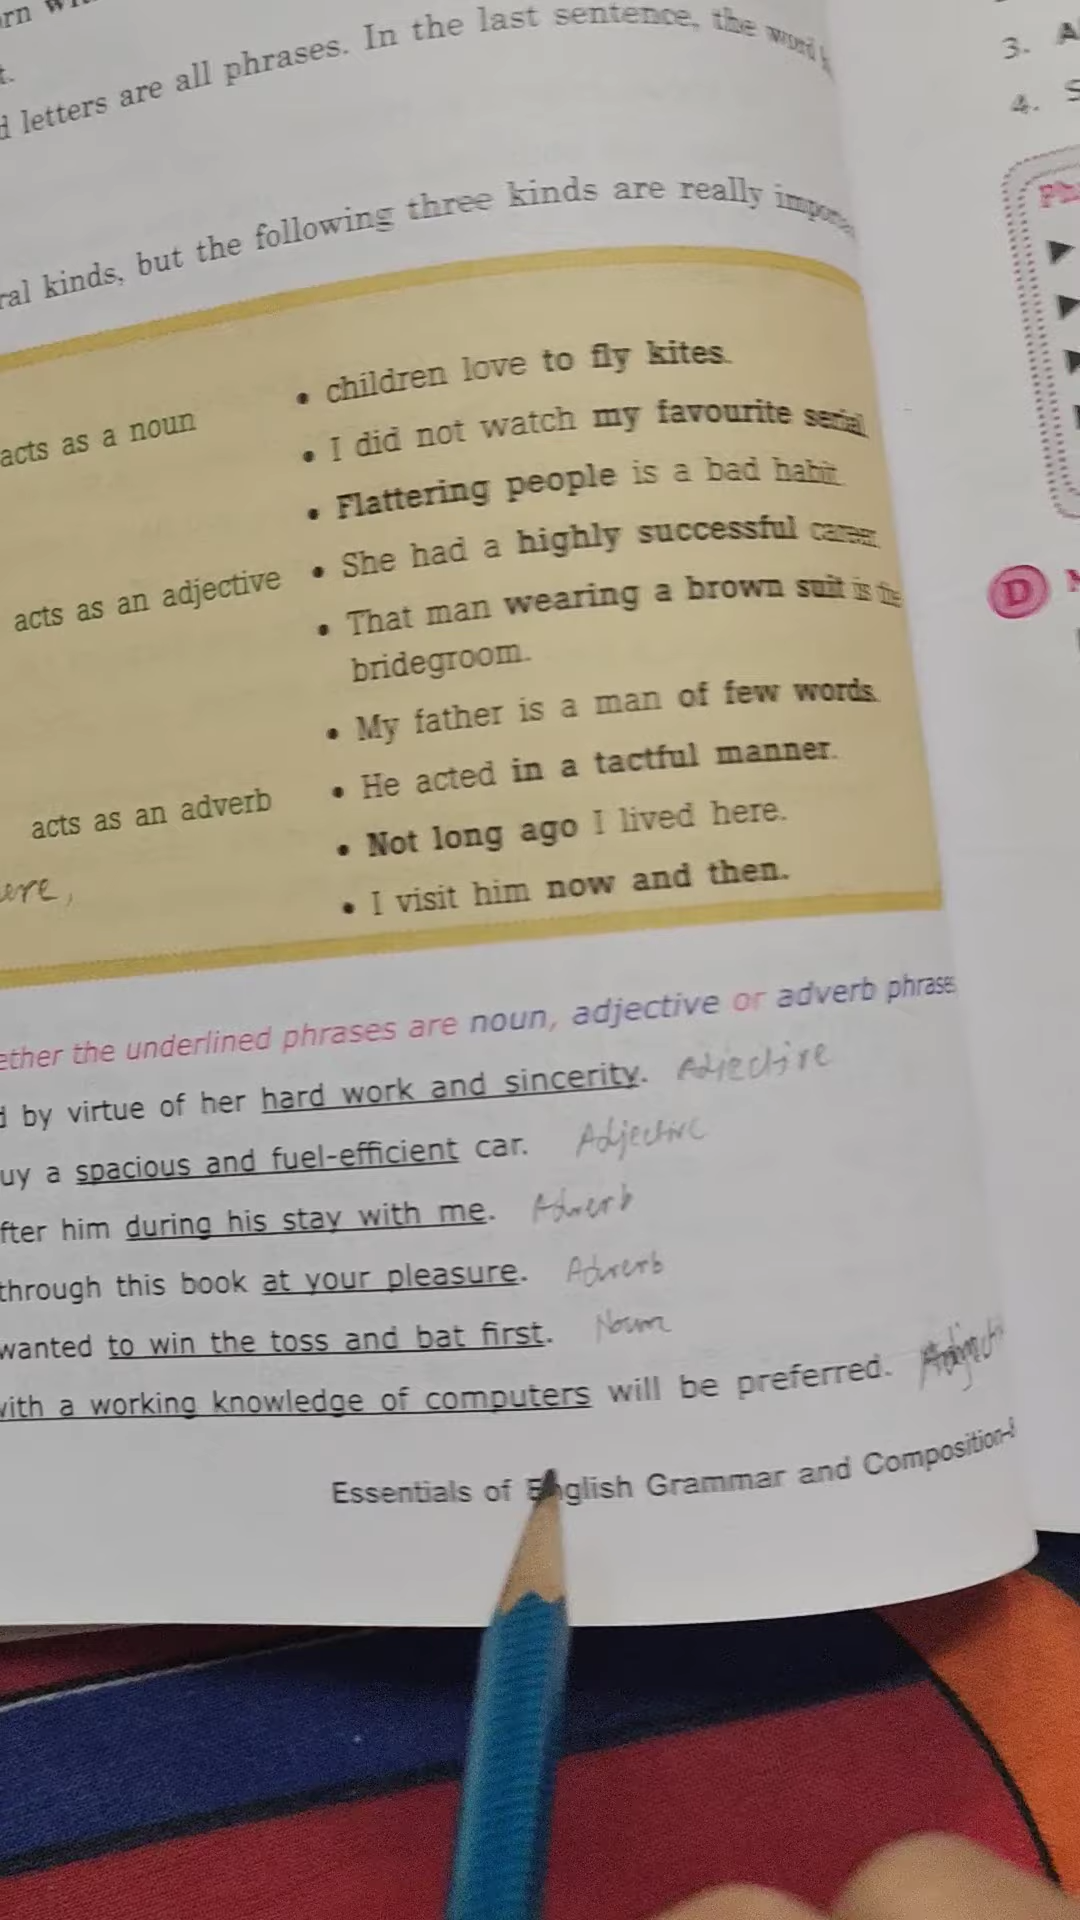 t.
letters are all phrases. In the last sentence, the word
3. A
4. S
kinds, but the following three kinds are really
acts as a noun
• children love to fly kites.
• I did not watch my favourite serial
• Flattering people is a bad habit
acts as an adjective
• She had a highly successful career.
• That man wearing a brown suit is the
bridegroom.
• My father is a man of few words.
acts as an adverb
• He acted in a tactful manner.
• Not long ago I lived here.
• I visit him now and then.
D
the underlined phrases are noun, adjective or adverb phrases
by virtue of her hard work and sincerity. Adjective
a spacious and fuel-efficient car. Adjective
him during his stay with me. Adverb
through this book at your pleasure. Adverb
wanted to win the toss and bat first. Noun
a working knowledge of computers will be preferred.
Essentials of English Grammar and Composition-